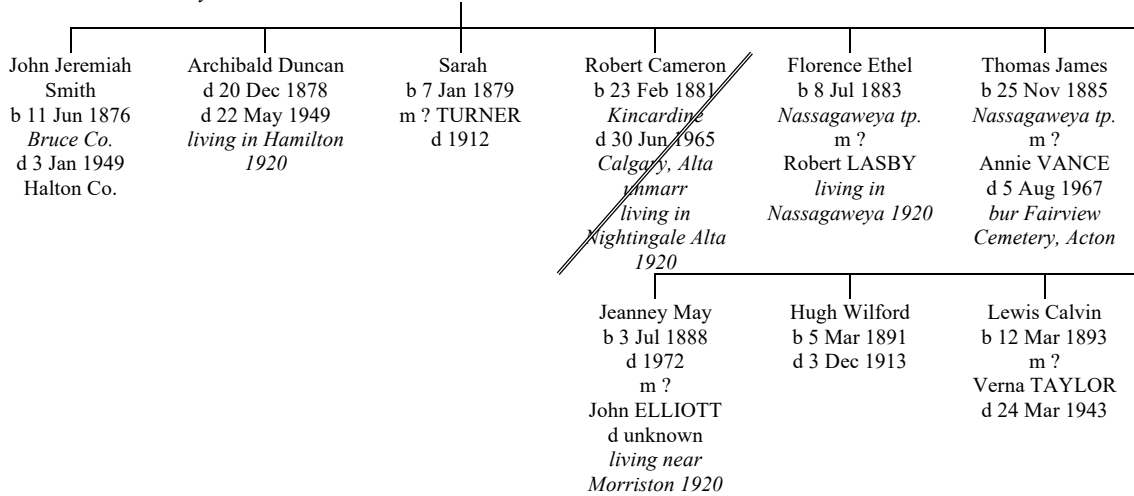 John Jeremiah
Smith
b 11 Jun 1876
Bruce Co.
d 3 Jan 1949
Halton Co.
Archibald Duncan
d 20 Dec 1878
d 22 May 1949
living in Hamilton
1920
Sarah
b 7 Jan 1879
m ? TURNER
d 1912
Robert Cameron
b 23 Feb 1881
Kincardine
d 30 Jun 1965
Calgary, Alta
unmarr
living in
Nightingale Alta
1920
Florence Ethel
b 8 Jul 1883
Nassagaweya tp.
m ?
Robert LASBY
living in
Nassagaweya 1920
Thomas James
b 25 Nov 1885
Nassagaweya tp.
m ?
Annie VANCE
d 5 Aug 1967
bur Fairview
Cemetery, Acton
Jeanney May
b 3 Jul 1888
d 1972
m ?
John ELLIOTT
d unknown
living near
Morriston 1920
Hugh Wilford
b 5 Mar 1891
d 3 Dec 1913
Lewis Calvin
b 12 Mar 1893
m ?
Verna TAYLOR
d 24 Mar 1943